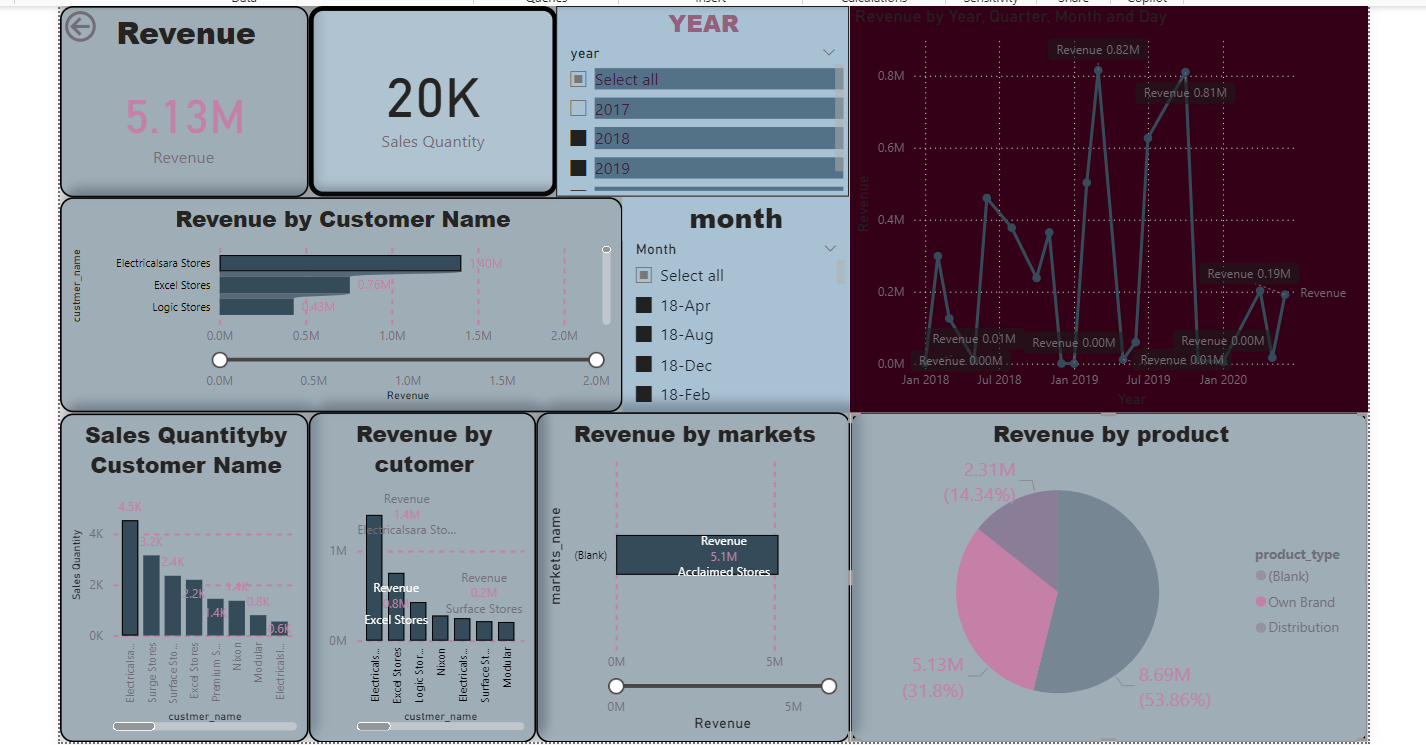 Data
Queries
Insert
Calculations
Sensitivity
Share
Copilot
Revenue
5.13M
Revenue
20K
Sales Quantity
YEAR
year
Select all
2017
2018
2019
Revenue by Year, Quarter, Month and Day
Revenue 0.82M
Revenue 0.81M
Revenue 0.19M
Revenue
Revenue 0.01M
Revenue 0.00M
Revenue 0.00M
Revenue 0.01M
Revenue 0.00M
0.8M
0.6M
0.4M
0.2M
0.0M
Revenue
Jan 2018
Jul 2018
Jan 2019
Jul 2019
Jan 2020
Year
Revenue by Customer Name
custmer_name
Electricalsara Stores
1.40M
Excel Stores
0.76M
Logic Stores
0.43M
0.0M 0.5M 1.0M 1.5M 2.0M
0.0M 0.5M 1.0M 1.5M 2.0M
Revenue
month
Month
Select all
18-Apr
18-Aug
18-Dec
18-Feb
Sales Quantityby
Customer Name
Sales Quantity
4K
2K
0K
4.5K
3.2K
2.4K
2.2K
1.4K
1.4K
0.8K
0.6K
Electricalsa...
Surge Stores
Surface Sto...
Excel Stores
Premium S...
Nixon
Modular
Electricalsl...
custmer_name
Revenue by
cutomer
Revenue
1.4M
Electricalsara Sto...
1M
0M
Revenue
0.8M
Excel Stores
Revenue
0.2M
Surface Stores
Electricals...
Excel Stores
Logic Stor...
Nixon
Electricals...
Surface St...
Modular
custmer_name
Revenue by markets
markets_name
(Blank)
Revenue
5.1M
Acclaimed Stores
0M 5M
0M 5M
Revenue
Revenue by product
2.31M
(14.34%)
5.13M
(31.8%)
8.69M
(53.86%)
product_type
(Blank)
Own Brand
Distribution